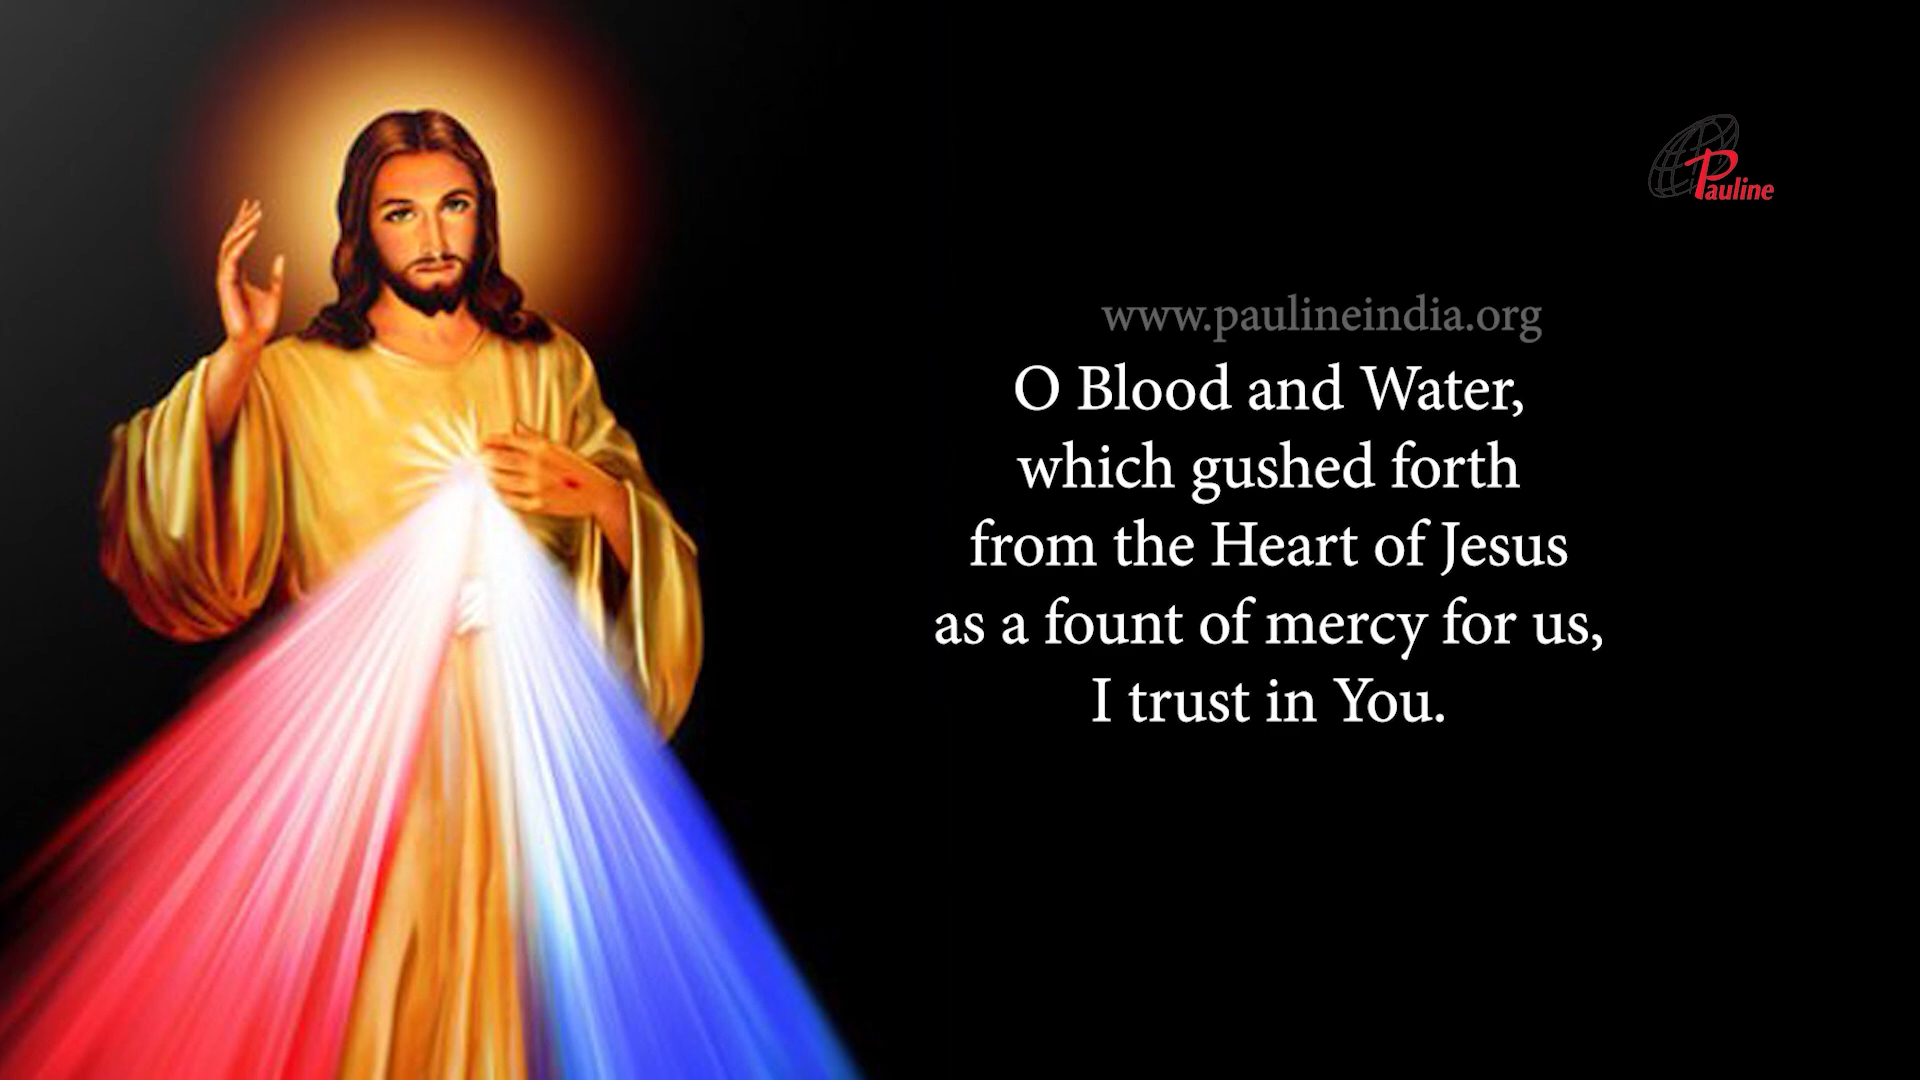 Pauline
www.paulineindia.org
O Blood and Water,
which gushed forth
from the Heart of Jesus
as a fount of mercy for us,
I trust in You.